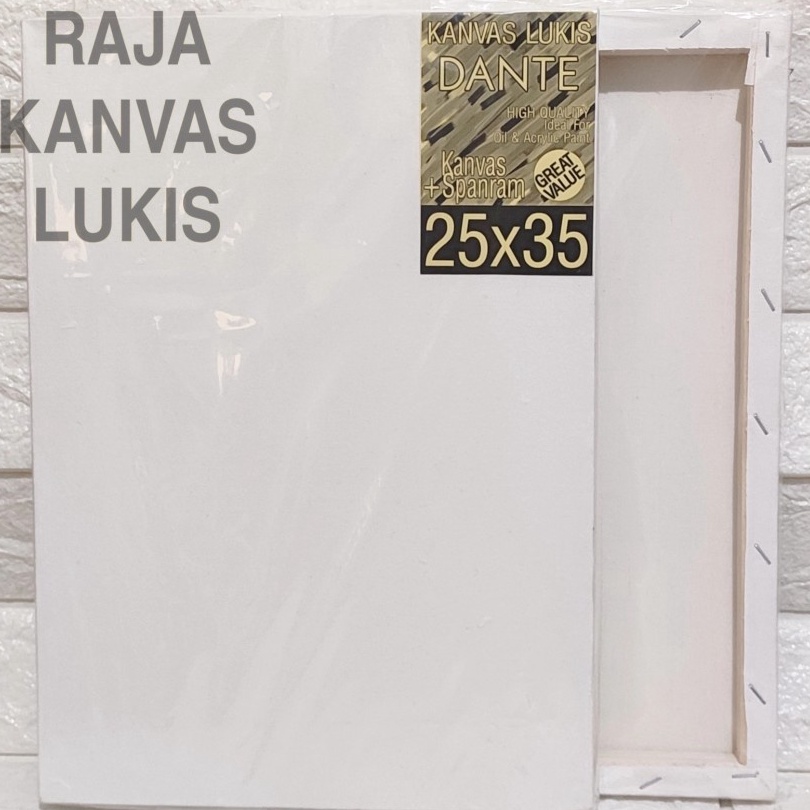 RAJA
KANVAS
LUKIS
KANVAS LUKIS
DANTE
HIGH QUALITY
Ideal For
Oil & Acrylic Paint
Kanvas
+Spanram
GREAT
VALUE
25x35